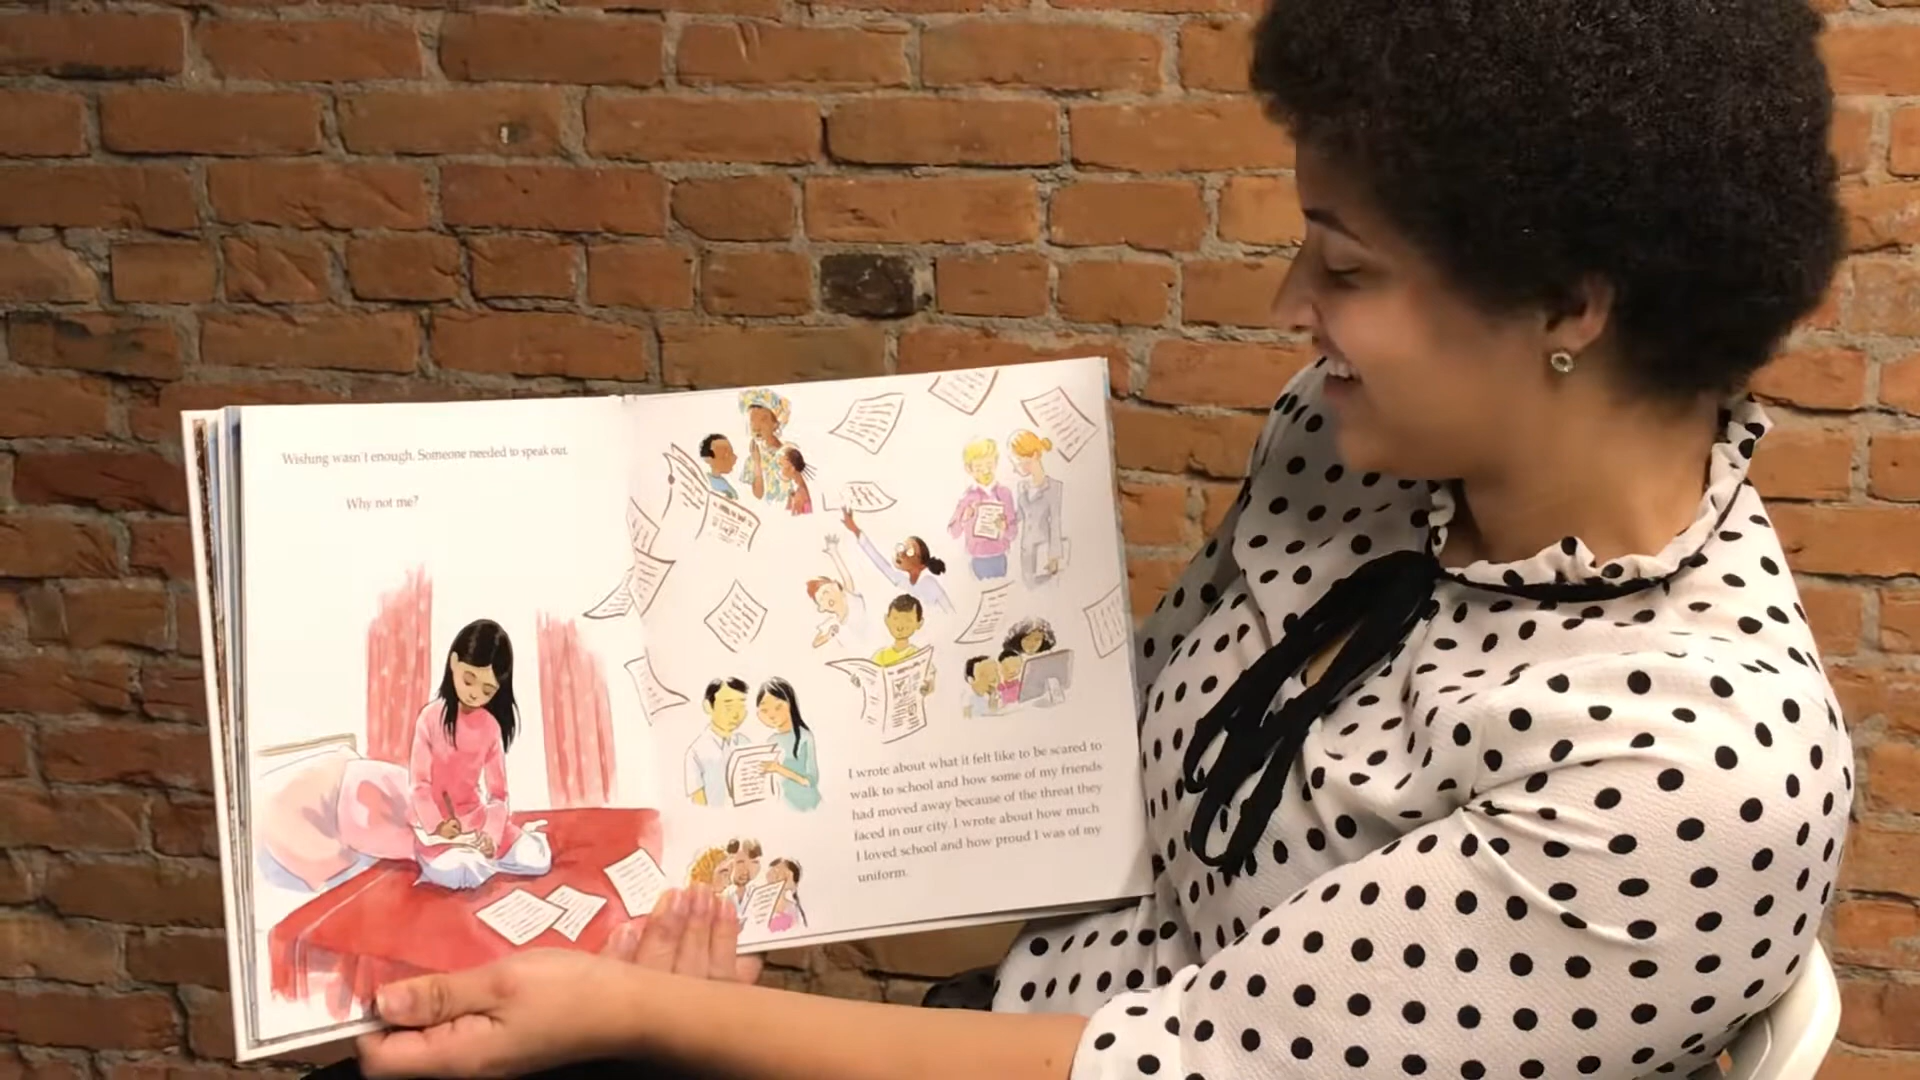 Wishing wasn't enough. Someone needed to speak out.
Why not me?
I wrote about what it felt like to be scared to
walk to school and how some of my friends
had moved away because of the threat they
faced in our city. I wrote about how much
I loved school and how proud I was of my
uniform.